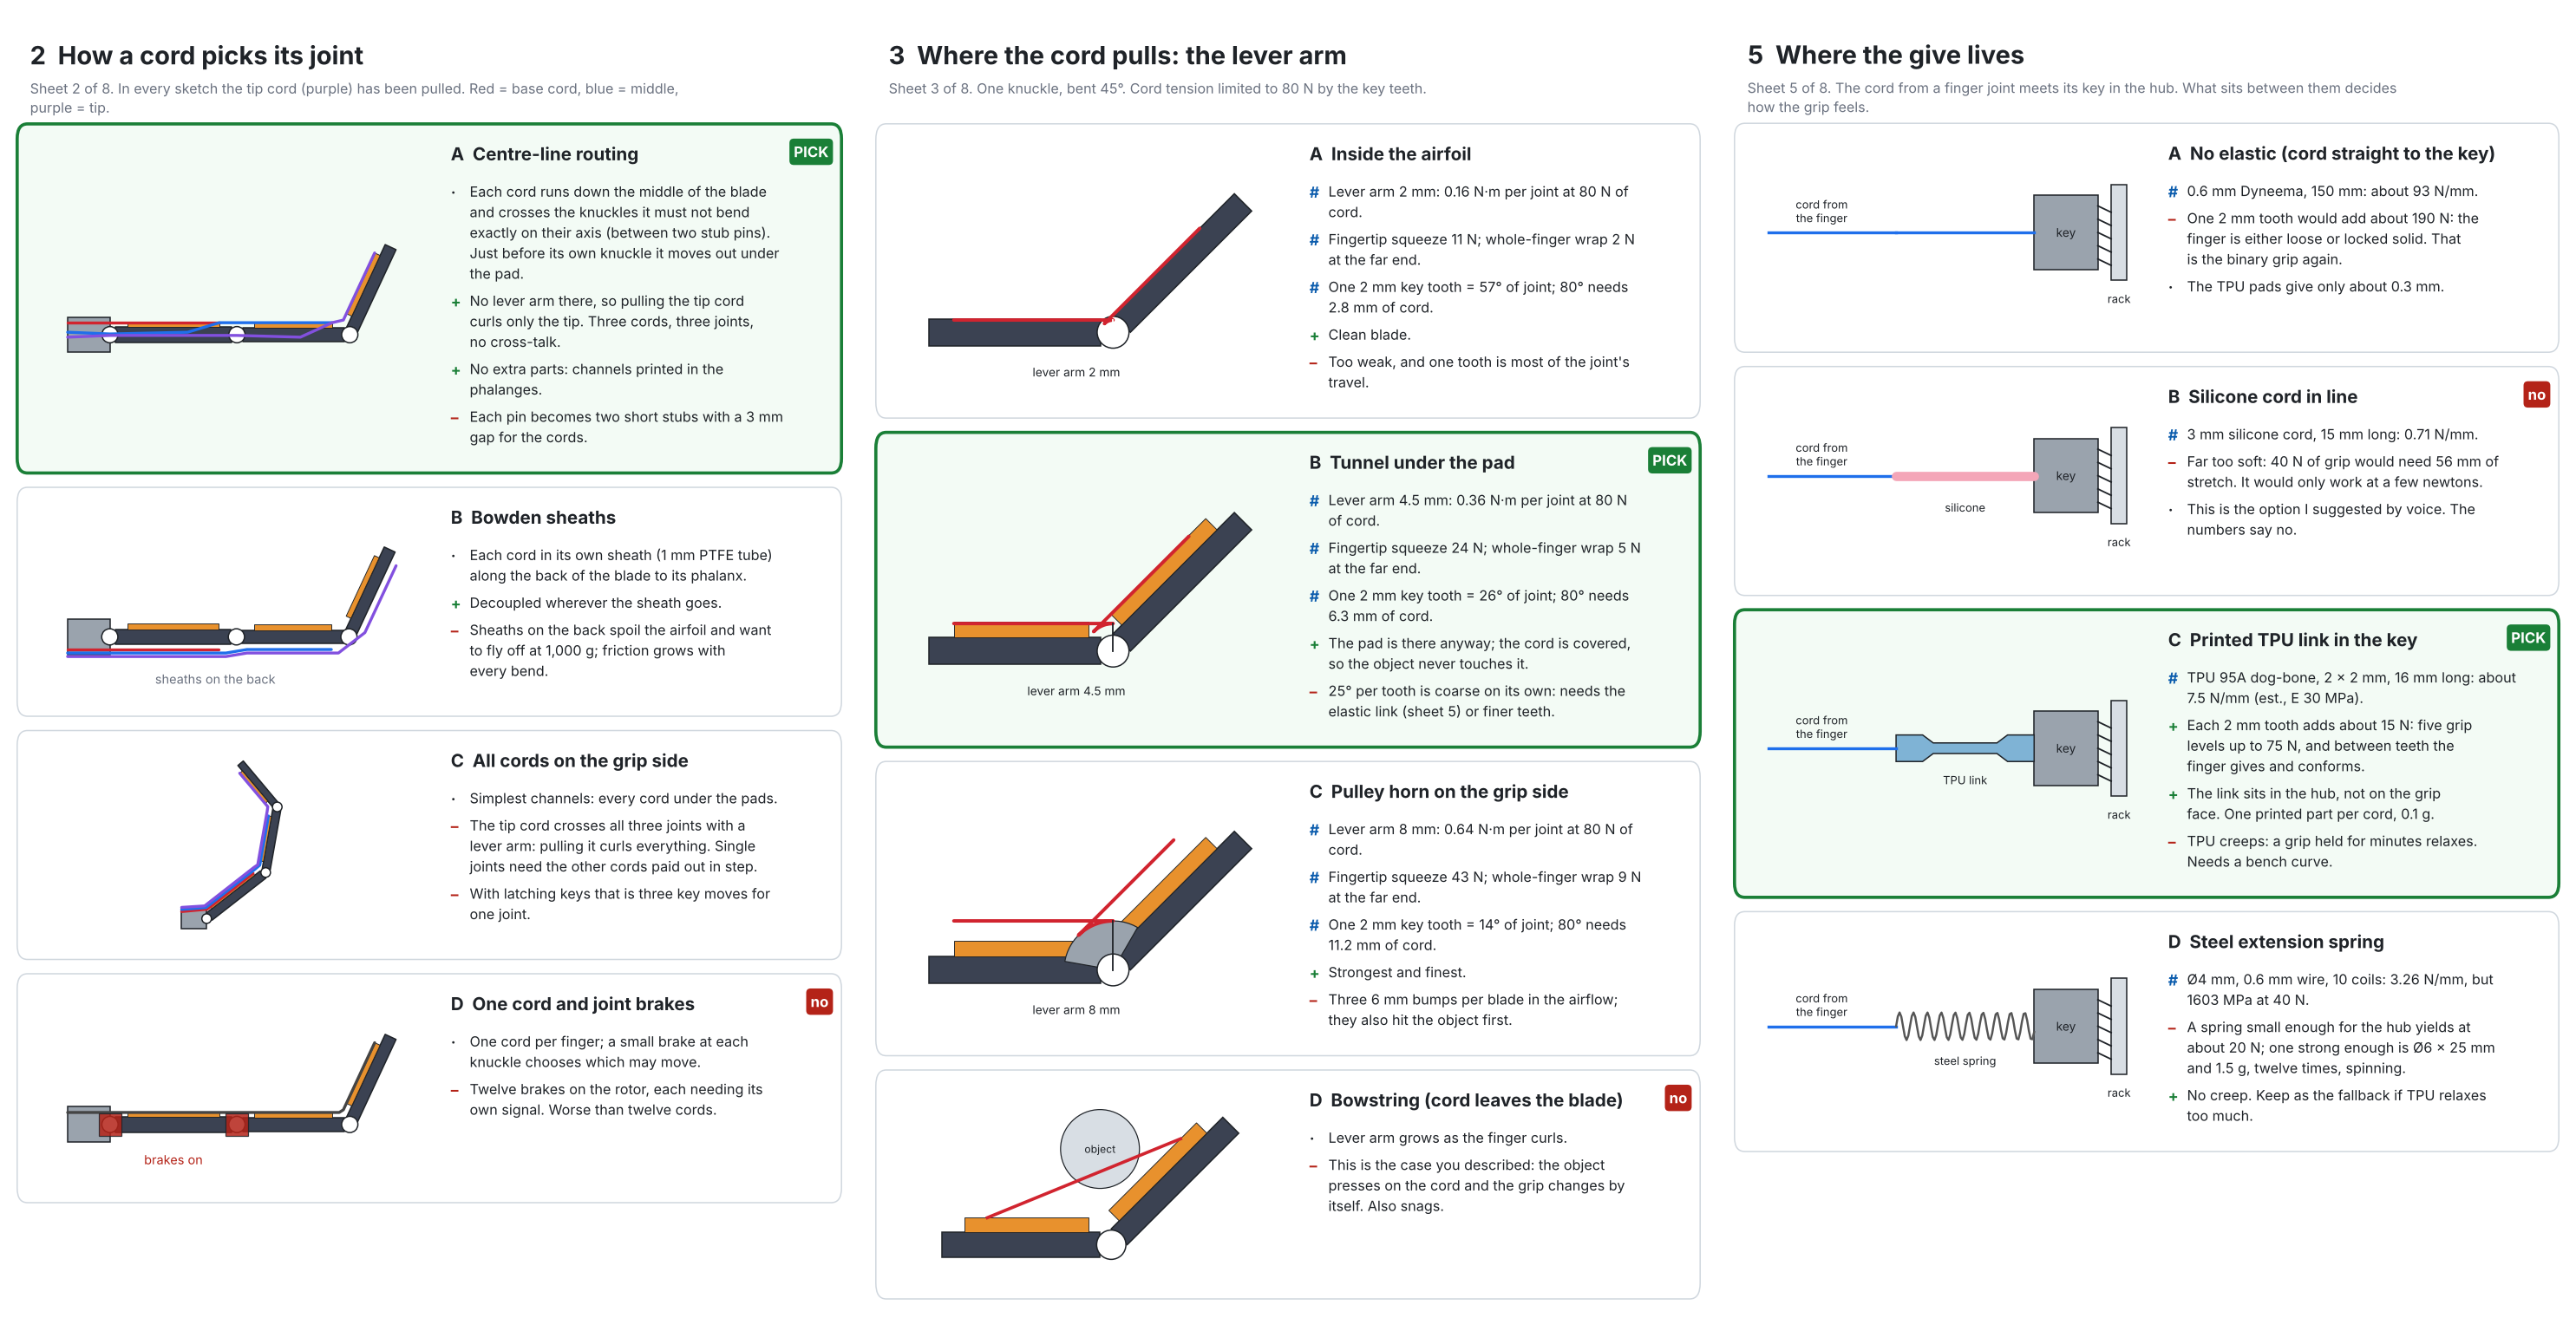 2 How a cord picks its joint
Sheet 2 of 8. In every sketch the tip cord (purple) has been pulled. Red = base cord, blue = middle,
purple = tip.
A Centre-line routing
PICK
· Each cord runs down the middle of the blade
and crosses the knuckles it must not bend
exactly on their axis (between two stub pins).
Just before its own knuckle it moves out under
the pad.
+ No lever arm there, so pulling the tip cord
curls only the tip. Three cords, three joints,
no cross-talk.
+ No extra parts: channels printed in the
phalanges.
– Each pin becomes two short stubs with a 3 mm
gap for the cords.
B Bowden sheaths
· Each cord in its own sheath (1 mm PTFE tube)
along the back of the blade to its phalanx.
+ Decoupled wherever the sheath goes.
– Sheaths on the back spoil the airfoil and want
to fly off at 1,000 g; friction grows with
every bend.
sheaths on the back
C All cords on the grip side
· Simplest channels: every cord under the pads.
– The tip cord crosses all three joints with a
lever arm: pulling it curls everything. Single
joints need the other cords paid out in step.
– With latching keys that is three key moves for
one joint.
D One cord and joint brakes
no
· One cord per finger; a small brake at each
knuckle chooses which may move.
– Twelve brakes on the rotor, each needing its
own signal. Worse than twelve cords.
brakes on
3 Where the cord pulls: the lever arm
Sheet 3 of 8. One knuckle, bent 45°. Cord tension limited to 80 N by the key teeth.
A Inside the airfoil
# Lever arm 2 mm: 0.16 N·m per joint at 80 N of
cord.
# Fingertip squeeze 11 N; whole-finger wrap 2 N
at the far end.
# One 2 mm key tooth = 57° of joint; 80° needs
2.8 mm of cord.
+ Clean blade.
– Too weak, and one tooth is most of the joint's
travel.
lever arm 2 mm
B Tunnel under the pad
PICK
# Lever arm 4.5 mm: 0.36 N·m per joint at 80 N
of cord.
# Fingertip squeeze 24 N; whole-finger wrap 5 N
at the far end.
# One 2 mm key tooth = 26° of joint; 80° needs
6.3 mm of cord.
+ The pad is there anyway; the cord is covered,
so the object never touches it.
– 25° per tooth is coarse on its own: needs the
elastic link (sheet 5) or finer teeth.
lever arm 4.5 mm
C Pulley horn on the grip side
# Lever arm 8 mm: 0.64 N·m per joint at 80 N of
cord.
# Fingertip squeeze 43 N; whole-finger wrap 9 N
at the far end.
# One 2 mm key tooth = 14° of joint; 80° needs
11.2 mm of cord.
+ Strongest and finest.
– Three 6 mm bumps per blade in the airflow;
they also hit the object first.
lever arm 8 mm
D Bowstring (cord leaves the blade)
no
· Lever arm grows as the finger curls.
– This is the case you described: the object
presses on the cord and the grip changes by
itself. Also snags.
object
5 Where the give lives
Sheet 5 of 8. The cord from a finger joint meets its key in the hub. What sits between them decides
how the grip feels.
A No elastic (cord straight to the key)
# 0.6 mm Dyneema, 150 mm: about 93 N/mm.
– One 2 mm tooth would add about 190 N: the
finger is either loose or locked solid. That
is the binary grip again.
· The TPU pads give only about 0.3 mm.
cord from
the finger
key
rack
B Silicone cord in line
no
# 3 mm silicone cord, 15 mm long: 0.71 N/mm.
– Far too soft: 40 N of grip would need 56 mm of
stretch. It would only work at a few newtons.
· This is the option I suggested by voice. The
numbers say no.
cord from
the finger
silicone
key
rack
C Printed TPU link in the key
PICK
# TPU 95A dog-bone, 2 × 2 mm, 16 mm long: about
7.5 N/mm (est., E 30 MPa).
+ Each 2 mm tooth adds about 15 N: five grip
levels up to 75 N, and between teeth the
finger gives and conforms.
+ The link sits in the hub, not on the grip
face. One printed part per cord, 0.1 g.
– TPU creeps: a grip held for minutes relaxes.
Needs a bench curve.
cord from
the finger
TPU link
key
rack
D Steel extension spring
# Ø4 mm, 0.6 mm wire, 10 coils: 3.26 N/mm, but
1603 MPa at 40 N.
– A spring small enough for the hub yields at
about 20 N; one strong enough is Ø6 × 25 mm
and 1.5 g, twelve times, spinning.
+ No creep. Keep as the fallback if TPU relaxes
too much.
cord from
the finger
steel spring
key
rack